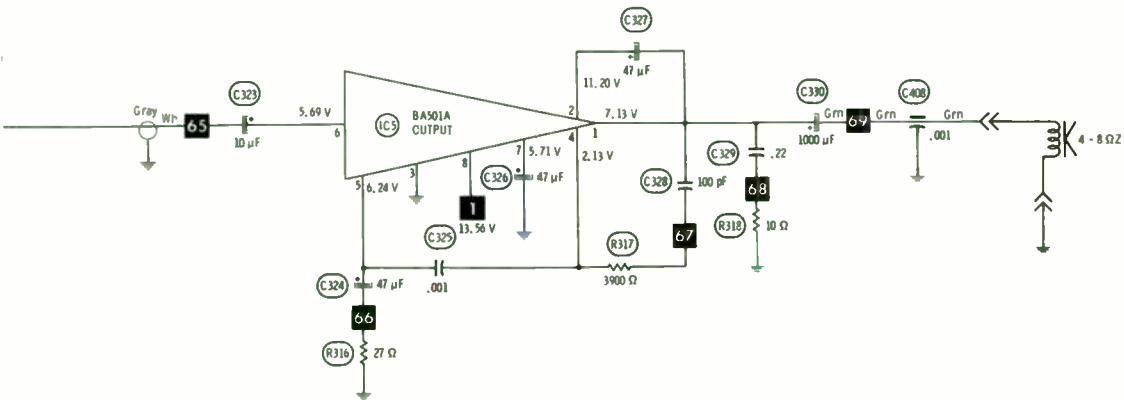 C327
47 µF
11.20 V
C323
Gray Wh 65
10 µF
5.69 V
6
IC5
BA501A
OUTPUT
2
7.13 V
1
4
2.13 V
7
5.71 V
C326
47 µF
8
1
13.56 V
3
5
6.24 V
C330
Grn 69 Grn
1000 µF
C408
Grn
.001
4 - 8 ΩZ
C329
.22
68
R318
10 Ω
C328
100 pF
67
R317
3900 Ω
C325
.001
C324
47 µF
66
R316
27 Ω